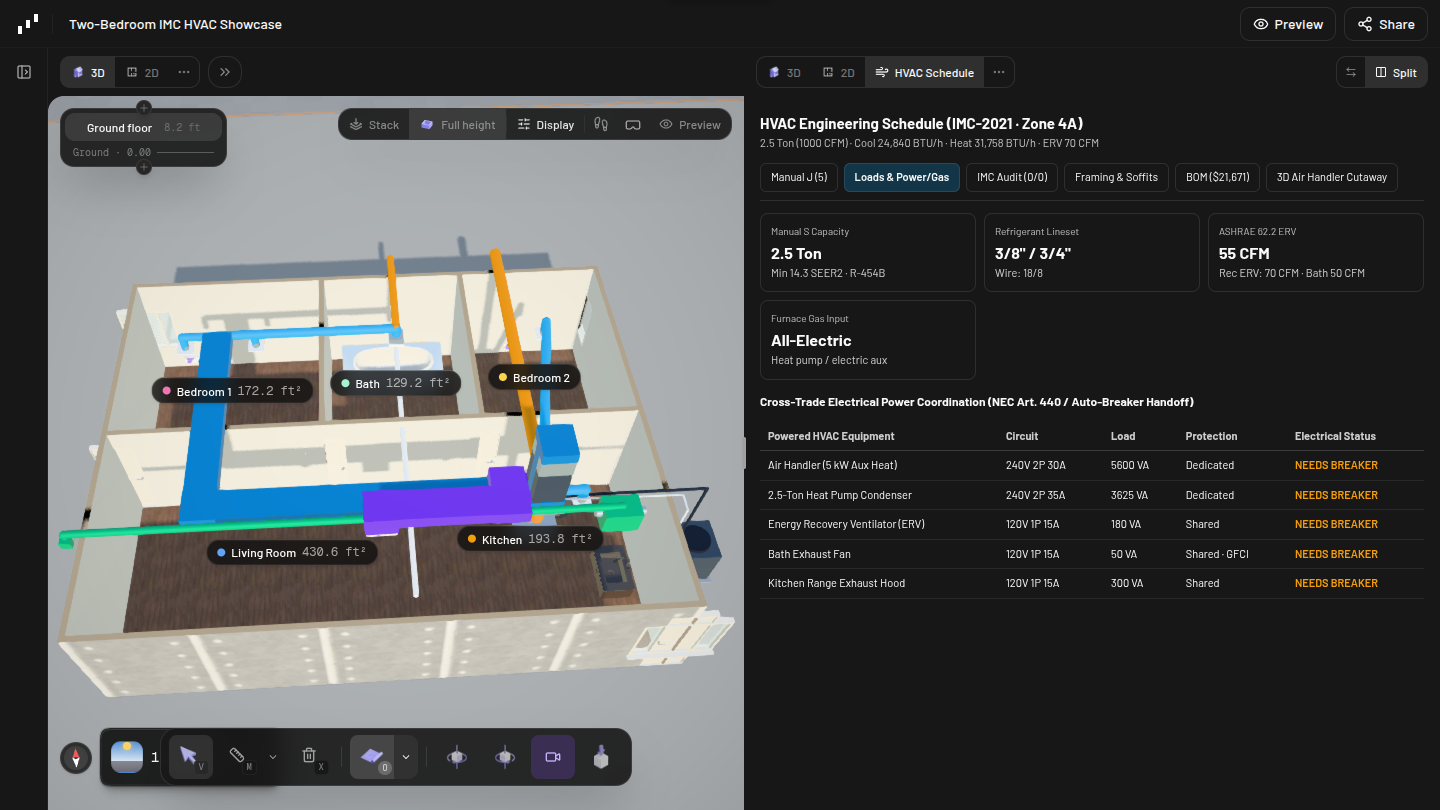 Two-Bedroom IMC HVAC Showcase
Preview
Share
3D
2D
3D
2D
HVAC Schedule
Split
Ground floor 8.2 ft
Ground · 0.00
Stack
Full height
Display
Preview
HVAC Engineering Schedule (IMC-2021 · Zone 4A)
2.5 Ton (1000 CFM) · Cool 24,840 BTU/h · Heat 31,758 BTU/h · ERV 70 CFM
Manual J (5)
Loads & Power/Gas
IMC Audit (0/0)
Framing & Soffits
BOM ($21,671)
3D Air Handler Cutaway
Manual S Capacity
2.5 Ton
Min 14.3 SEER2 · R-454B
Refrigerant Lineset
3/8" / 3/4"
Wire: 18/8
ASHRAE 62.2 ERV
55 CFM
Rec ERV: 70 CFM · Bath 50 CFM
Furnace Gas Input
All-Electric
Heat pump / electric aux
Cross-Trade Electrical Power Coordination (NEC Art. 440 / Auto-Breaker Handoff)
Powered HVAC Equipment Circuit Load Protection Electrical Status
Air Handler (5 kW Aux Heat) 240V 2P 30A 5600 VA Dedicated NEEDS BREAKER
2.5-Ton Heat Pump Condenser 240V 2P 35A 3625 VA Dedicated NEEDS BREAKER
Energy Recovery Ventilator (ERV) 120V 1P 15A 180 VA Shared NEEDS BREAKER
Bath Exhaust Fan 120V 1P 15A 50 VA Shared · GFCI NEEDS BREAKER
Kitchen Range Exhaust Hood 120V 1P 15A 300 VA Shared NEEDS BREAKER
Bedroom 1 172.2 ft²
Bath 129.2 ft²
Bedroom 2
Living Room 430.6 ft²
Kitchen 193.8 ft²
1
V
M
X
O